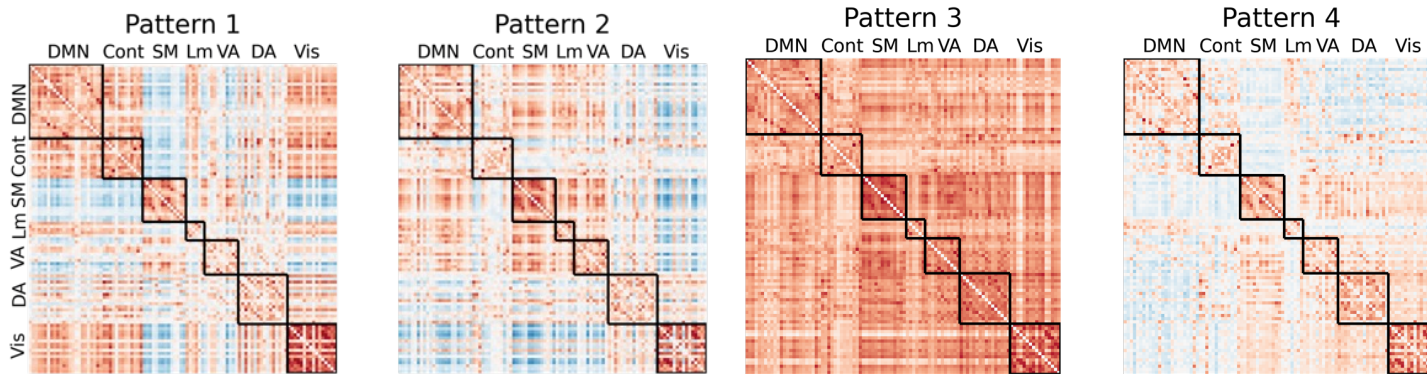 Pattern 1
DMN Cont SM Lm VA DA Vis
DMN
Cont
SM
Lm
VA
DA
Vis
Pattern 2
DMN Cont SM Lm VA DA Vis
Pattern 3
DMN Cont SM Lm VA DA Vis
Pattern 4
DMN Cont SM Lm VA DA Vis